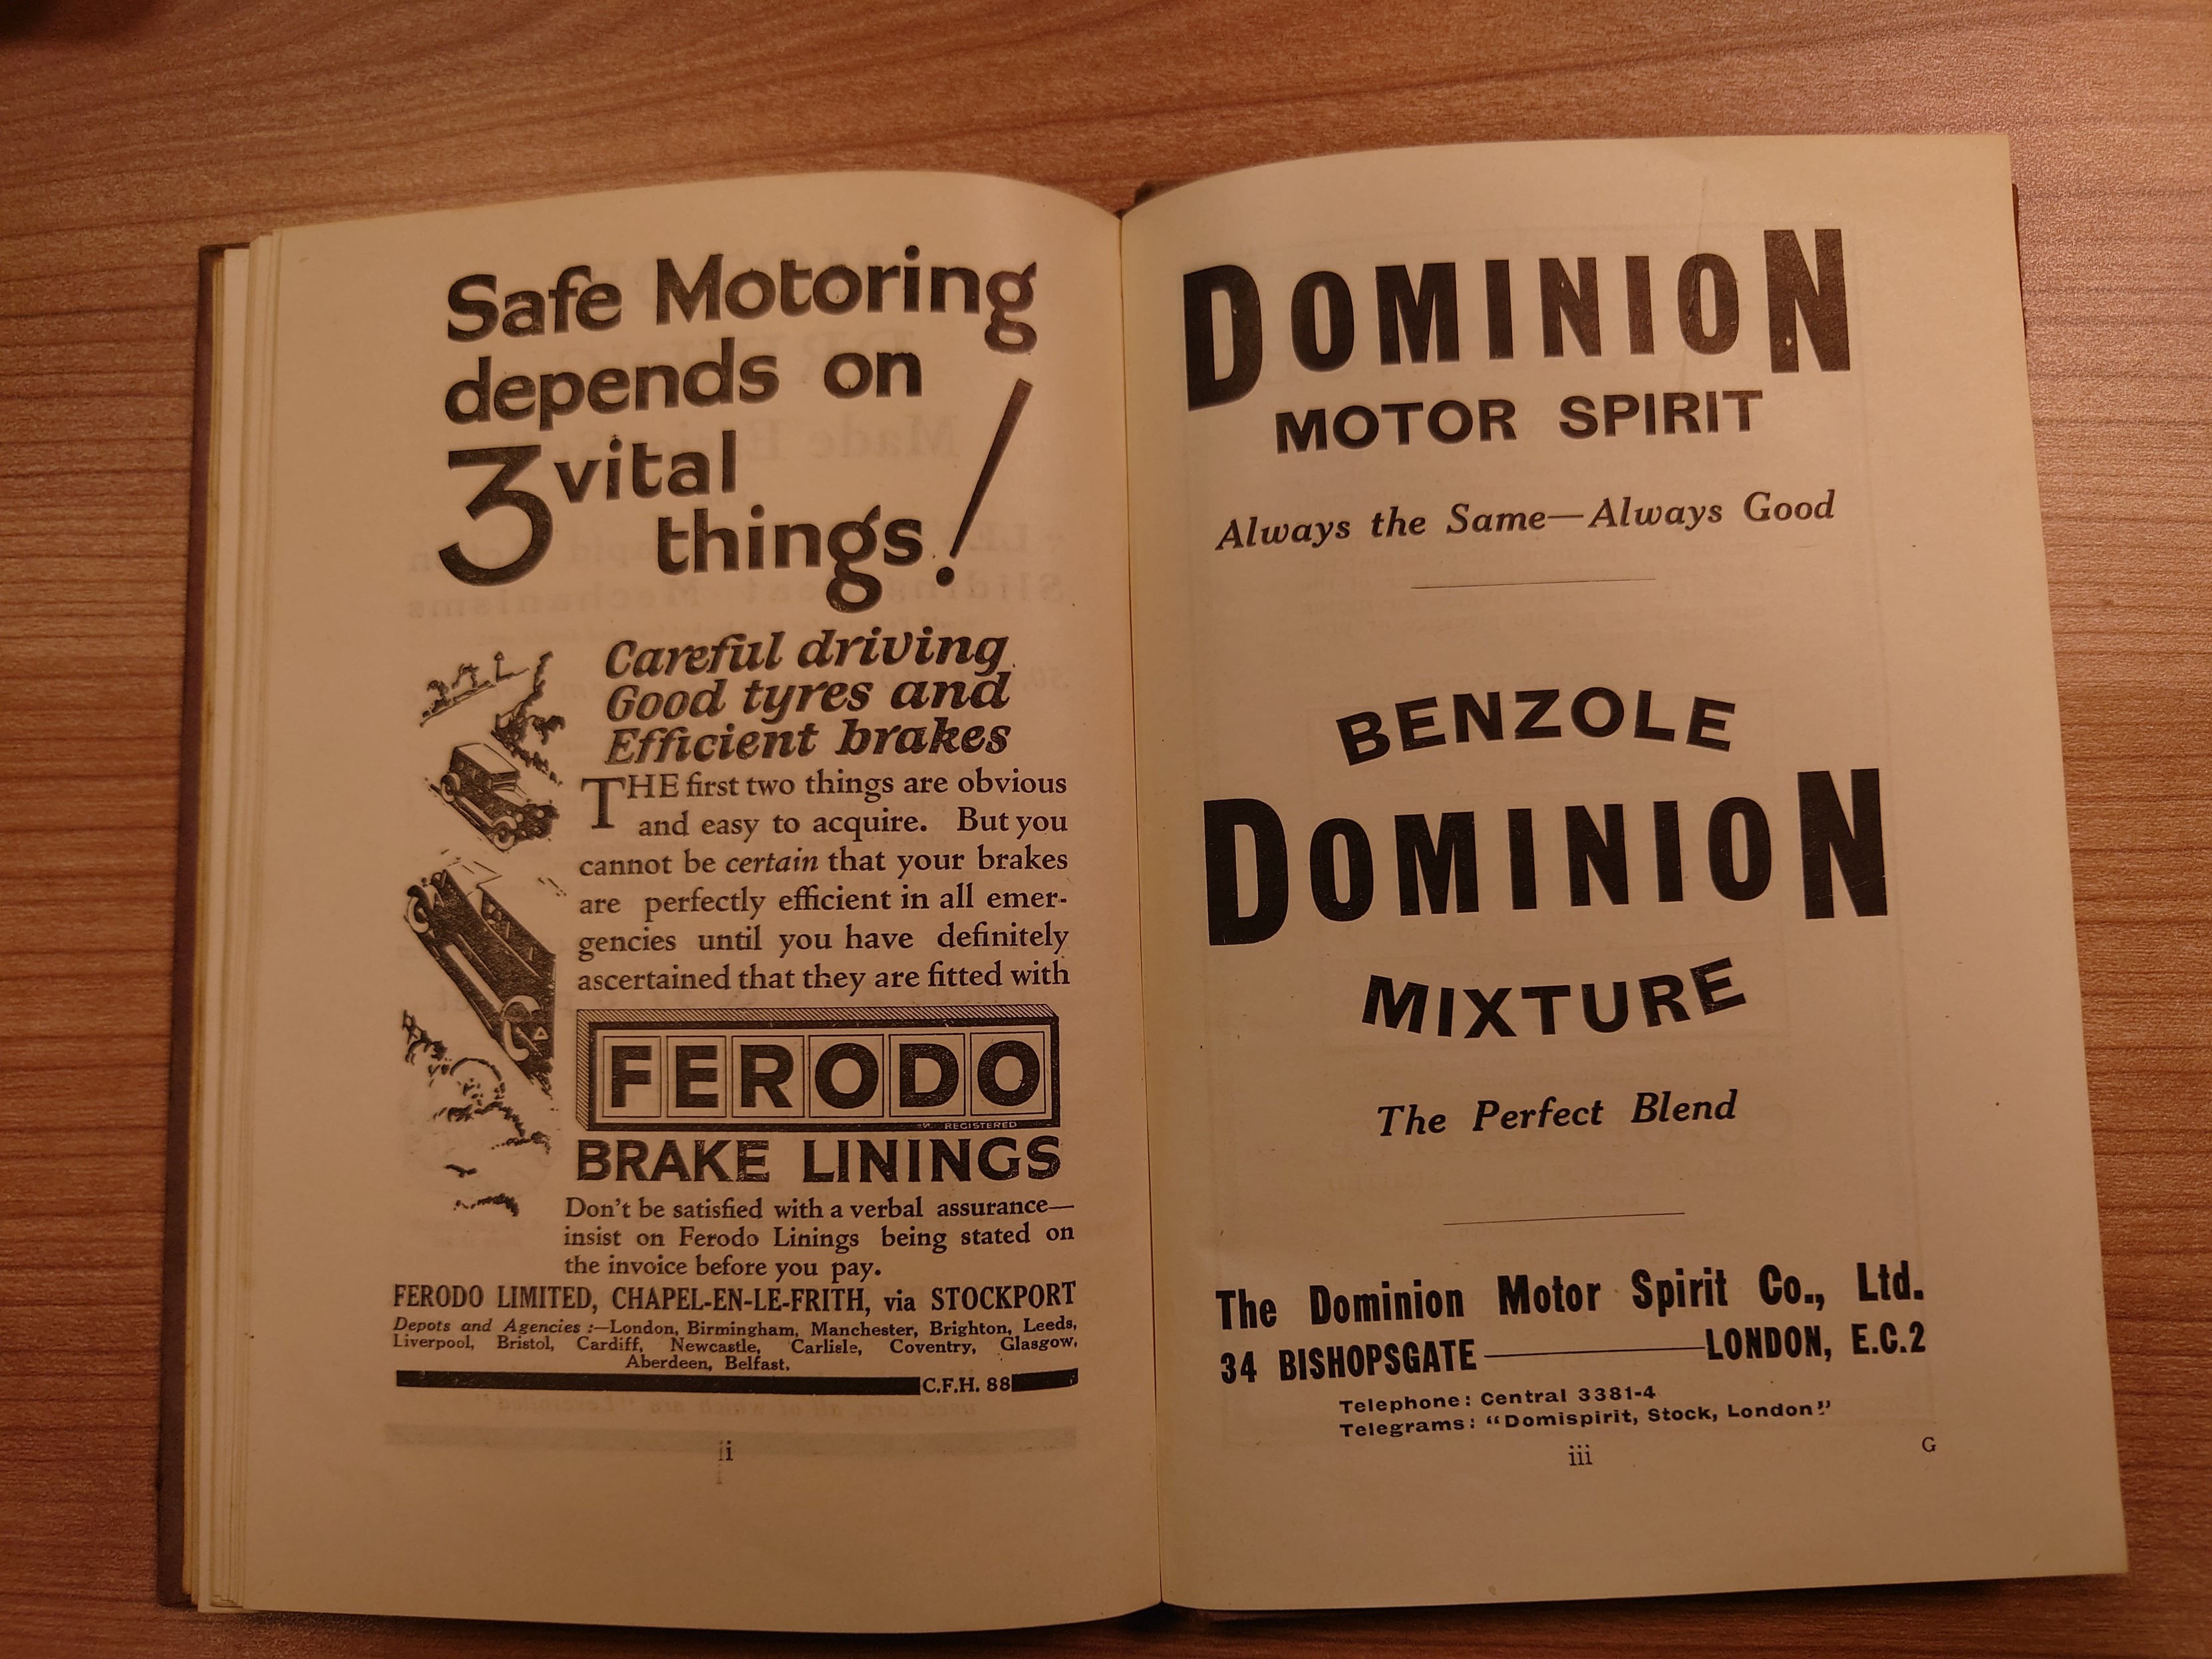 Safe Motoring
depends on
3 vital
things!
Careful driving
Good tyres and
Efficient brakes
THE first two things are obvious
and easy to acquire. But you
cannot be certain that your brakes
are perfectly efficient in all emer-
gencies until you have definitely
ascertained that they are fitted with
FERODO
REGISTERED
BRAKE LININGS
Don't be satisfied with a verbal assurance—
insist on Ferodo Linings being stated on
the invoice before you pay.
FERODO LIMITED, CHAPEL-EN-LE-FRITH, via STOCKPORT
Depots and Agencies :—London, Birmingham, Manchester, Brighton, Leeds,
Liverpool, Bristol, Cardiff, Newcastle, Carlisle, Coventry, Glasgow,
Aberdeen, Belfast.
C.F.H. 88
ii
DOMINION
MOTOR SPIRIT
Always the Same—Always Good
BENZOLE
DOMINION
MIXTURE
The Perfect Blend
The Dominion Motor Spirit Co., Ltd.
34 BISHOPSGATE——LONDON, E.C.2
Telephone: Central 3381-4
Telegrams: "Domispirit, Stock, London"
iii
G